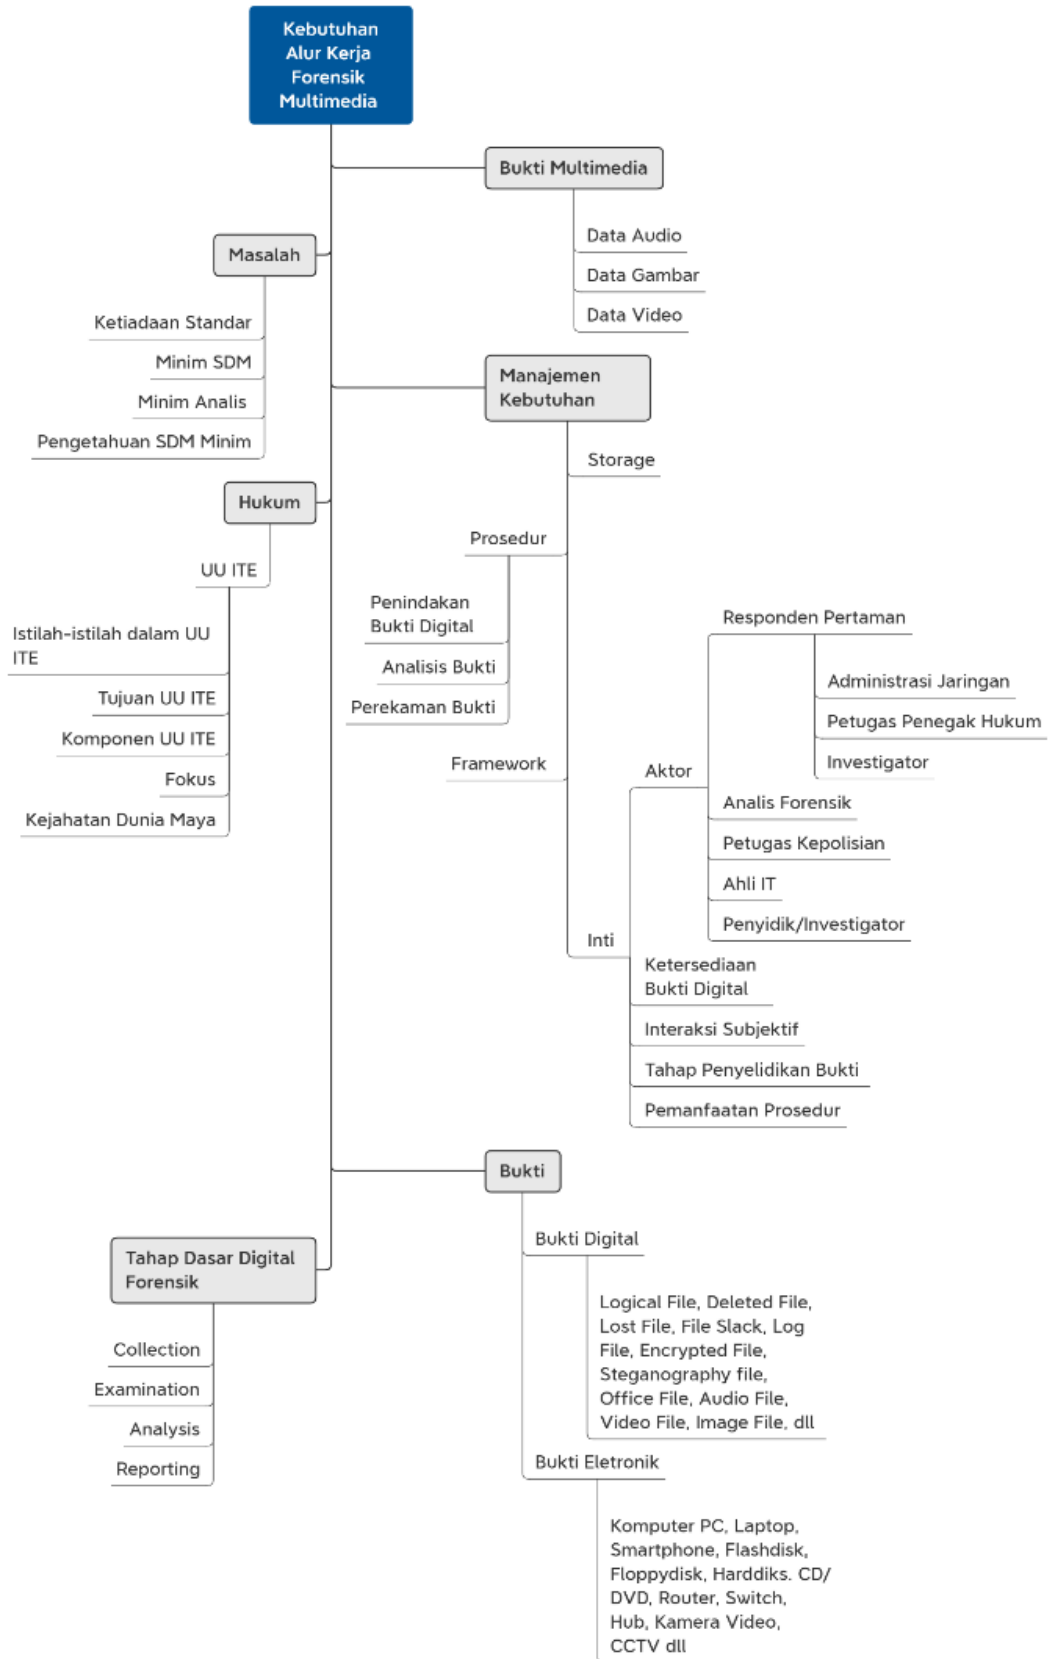 Kebutuhan
Alur Kerja
Forensik
Multimedia
Bukti Multimedia
Data Audio
Data Gambar
Data Video
Masalah
Ketiadaan Standar
Minim SDM
Minim Analis
Pengetahuan SDM Minim
Manajemen
Kebutuhan
Storage
Prosedur
Penindakan
Bukti Digital
Analisis Bukti
Perekaman Bukti
Framework
Inti
Aktor
Responden Pertaman
Administrasi Jaringan
Petugas Penegak Hukum
Investigator
Analis Forensik
Petugas Kepolisian
Ahli IT
Penyidik/Investigator
Ketersediaan
Bukti Digital
Interaksi Subjektif
Tahap Penyelidikan Bukti
Pemanfaatan Prosedur
Hukum
UU ITE
Istilah-istilah dalam UU
ITE
Tujuan UU ITE
Komponen UU ITE
Fokus
Kejahatan Dunia Maya
Bukti
Bukti Digital
Logical File, Deleted File,
Lost File, File Slack, Log
File, Encrypted File,
Steganography file,
Office File, Audio File,
Video File, Image File, dll
Bukti Eletronik
Komputer PC, Laptop,
Smartphone, Flashdisk,
Floppydisk, Harddiks. CD/
DVD, Router, Switch,
Hub, Kamera Video,
CCTV dll
Tahap Dasar Digital
Forensik
Collection
Examination
Analysis
Reporting